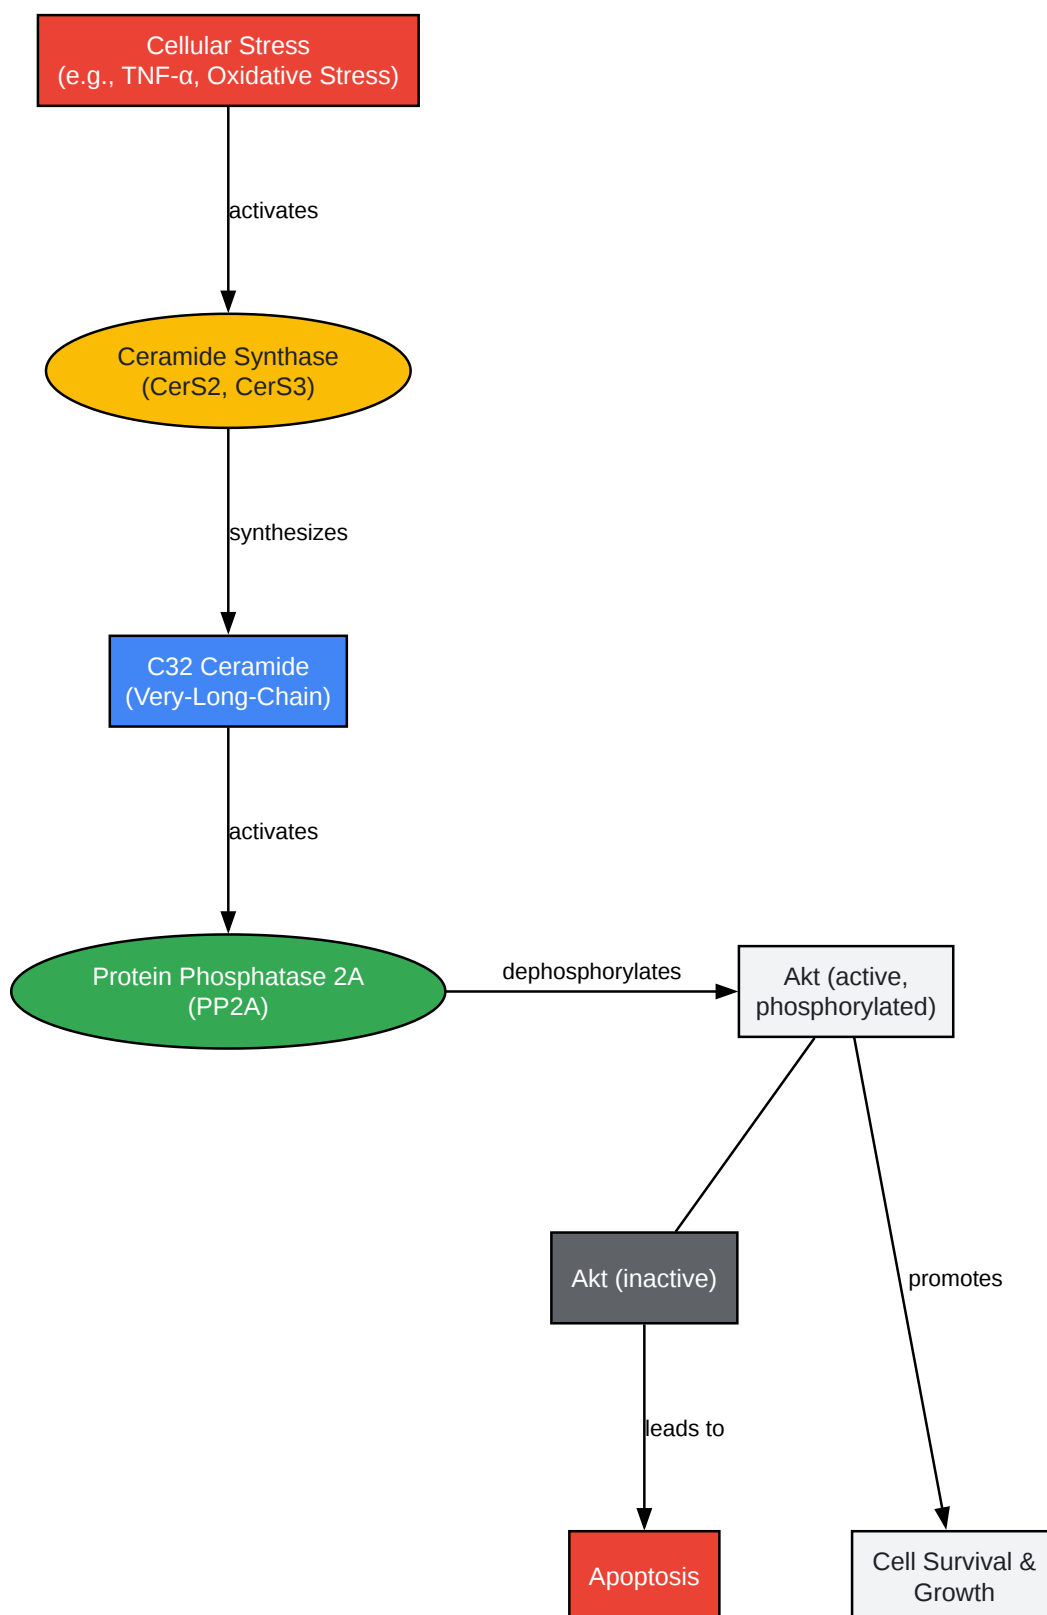 Cellular Stress
(e.g., TNF-α, Oxidative Stress)
activates
Ceramide Synthase
(CerS2, CerS3)
synthesizes
C32 Ceramide
(Very-Long-Chain)
activates
Protein Phosphatase 2A
(PP2A)
dephosphorylates
Akt (active,
phosphorylated)
Akt (inactive)
promotes
leads to
Apoptosis
Cell Survival &
Growth